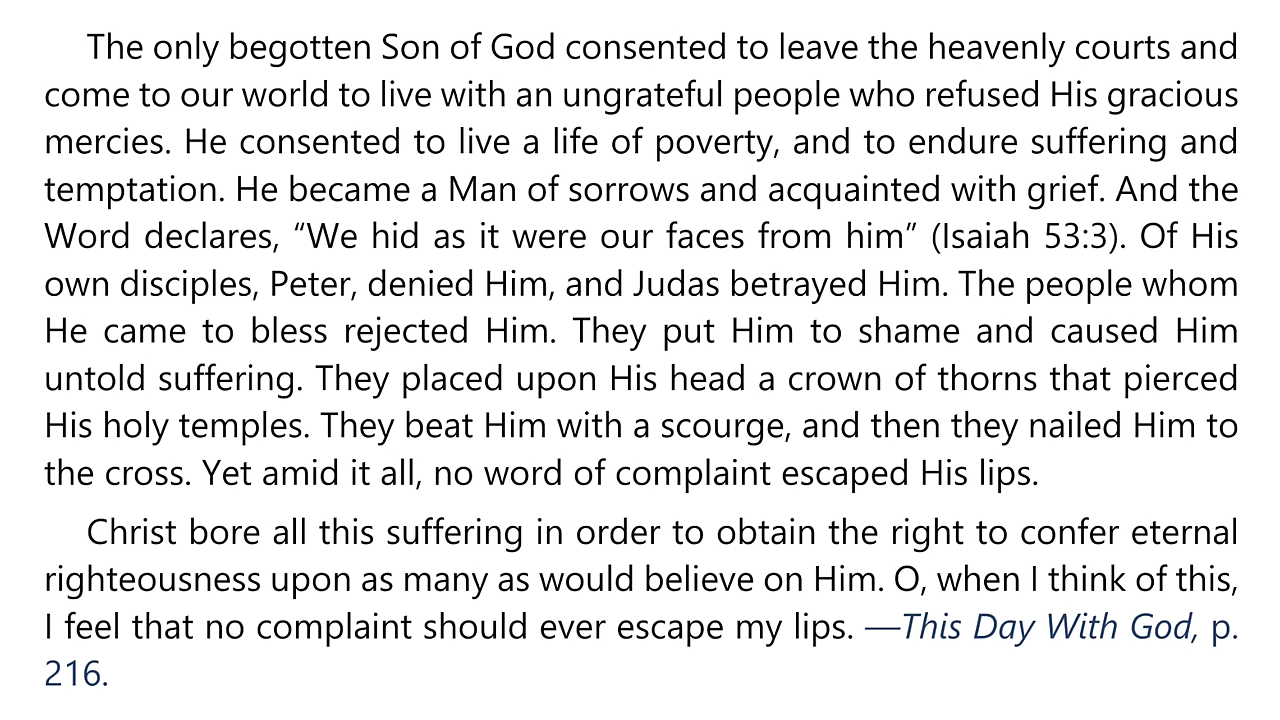 The only begotten Son of God consented to leave the heavenly courts and
come to our world to live with an ungrateful people who refused His gracious
mercies. He consented to live a life of poverty, and to endure suffering and
temptation. He became a Man of sorrows and acquainted with grief. And the
Word declares, “We hid as it were our faces from him” (Isaiah 53:3). Of His
own disciples, Peter, denied Him, and Judas betrayed Him. The people whom
He came to bless rejected Him. They put Him to shame and caused Him
untold suffering. They placed upon His head a crown of thorns that pierced
His holy temples. They beat Him with a scourge, and then they nailed Him to
the cross. Yet amid it all, no word of complaint escaped His lips.
Christ bore all this suffering in order to obtain the right to confer eternal
righteousness upon as many as would believe on Him. O, when I think of this,
I feel that no complaint should ever escape my lips. —This Day With God, p.
216.